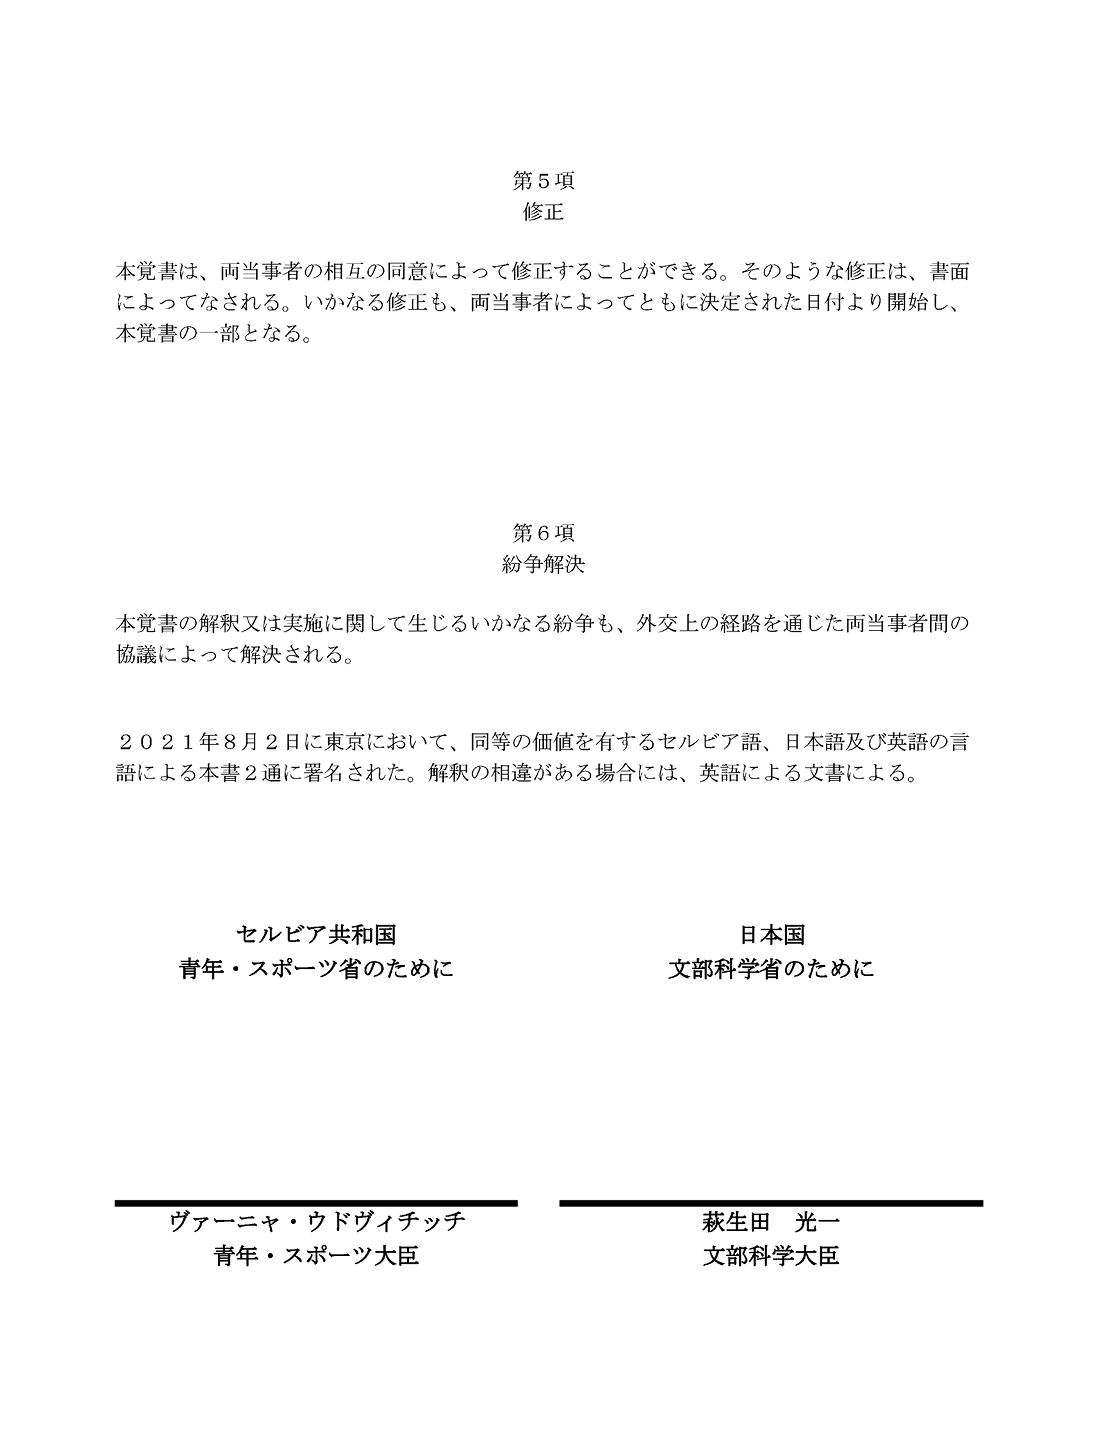 第５項
修正
本覚書は、両当事者の相互の同意によって修正することができる。そのような修正は、書面
によってなされる。いかなる修正も、両当事者によってともに決定された日付より開始し、
本覚書の一部となる。
第６項
紛争解決
本覚書の解釈又は実施に関して生じるいかなる紛争も、外交上の経路を通じた両当事者間の
協議によって解決される。
２０２１年８月２日に東京において、同等の価値を有するセルビア語、日本語及び英語の言
語による本書２通に署名された。解釈の相違がある場合には、英語による文書による。
セルビア共和国
青年・スポーツ省のために
日本国
文部科学省のために
ヴァーニャ・ウドヴィチッチ
青年・スポーツ大臣
萩生田　光一
文部科学大臣